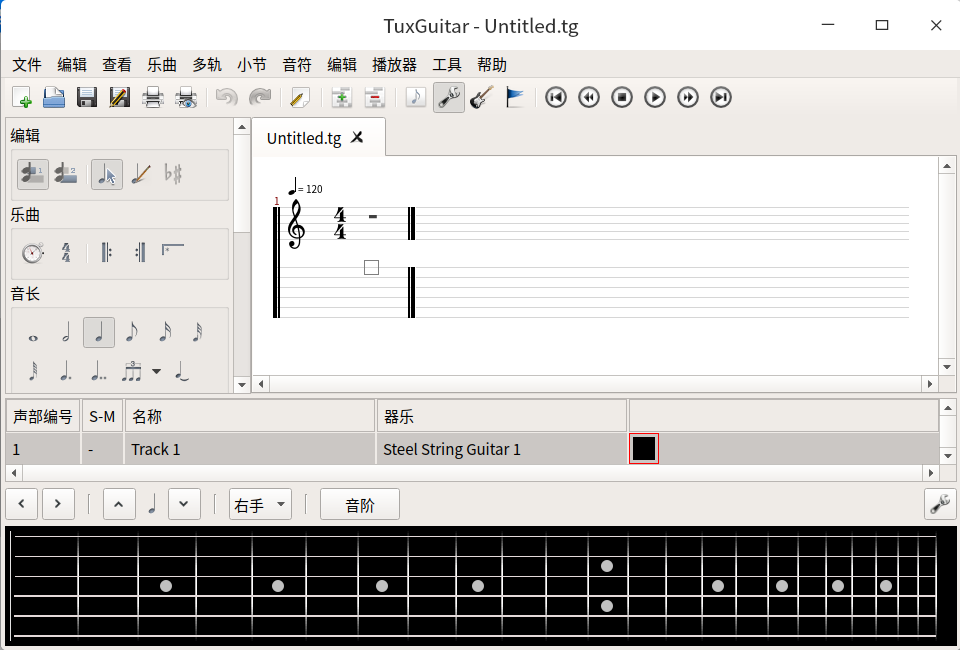 TuxGuitar - Untitled.tg
文件 编辑 查看 乐曲 多轨 小节 音符 编辑 播放器 工具 帮助
编辑
Untitled.tg
1 2
= 120
乐曲
1
4
4
音长
3
声部编号 S-M 名称 器乐
1 - Track 1 Steel String Guitar 1
右手 音阶